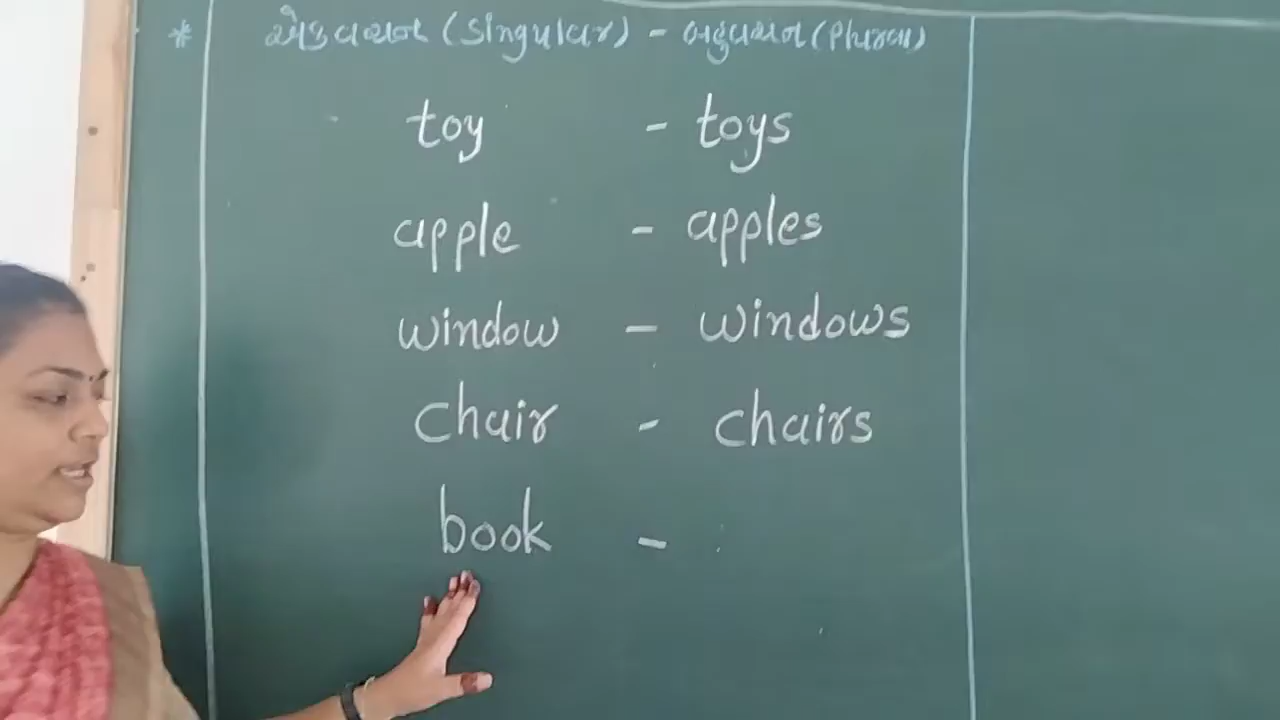 * એકવચન (Singular) - બહુવચન (Plural)
toy - toys
apple - apples
window - windows
chair - chairs
book -